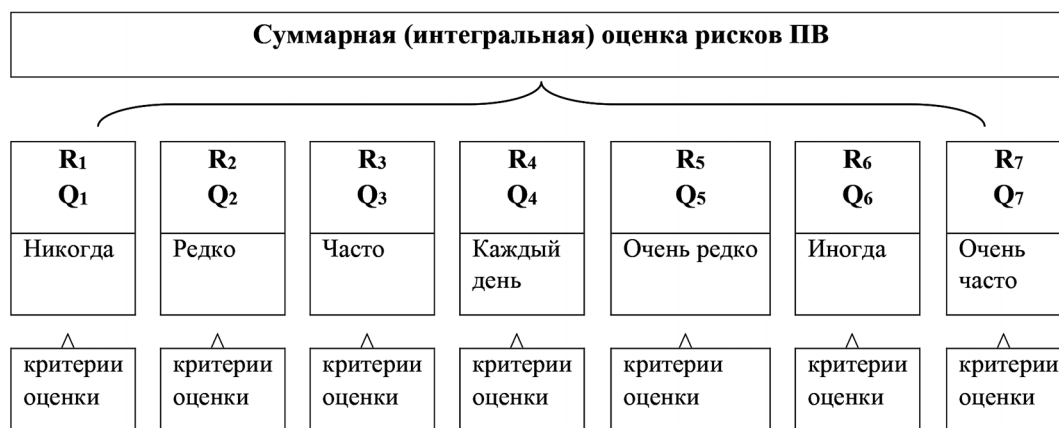 Суммарная (интегральная) оценка рисков ПВ
R1
Q1
Никогда
R2
Q2
Редко
R3
Q3
Часто
R4
Q4
Каждый
день
R5
Q5
Очень редко
R6
Q6
Иногда
R7
Q7
Очень
часто
критерии
оценки
критерии
оценки
критерии
оценки
критерии
оценки
критерии
оценки
критерии
оценки
критерии
оценки